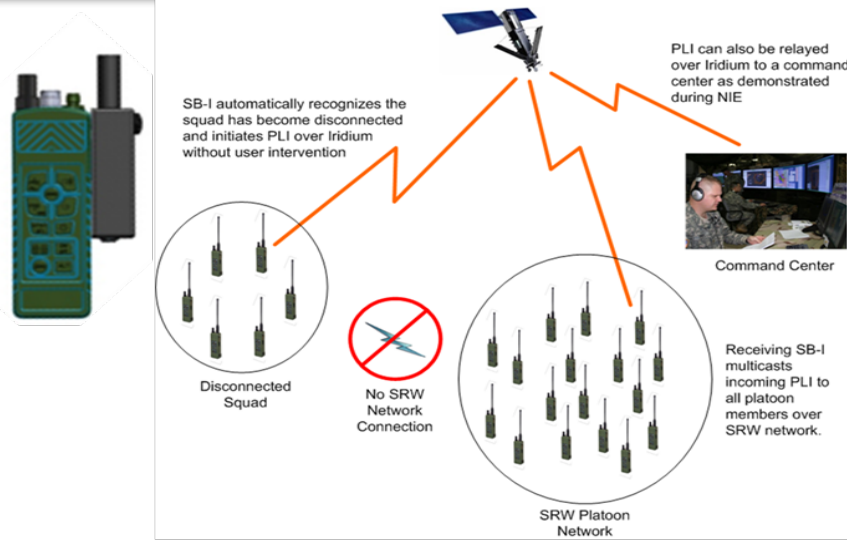 SB-I automatically recognizes the
squad has become disconnected
and initiates PLI over Iridium
without user intervention
PLI can also be relayed
over Iridium to a command
center as demonstrated
during NIE
Command Center
Disconnected
Squad
No SRW
Network
Connection
Receiving SB-I
multicasts
incoming PLI to
all platoon
members over
SRW network.
SRW Platoon
Network